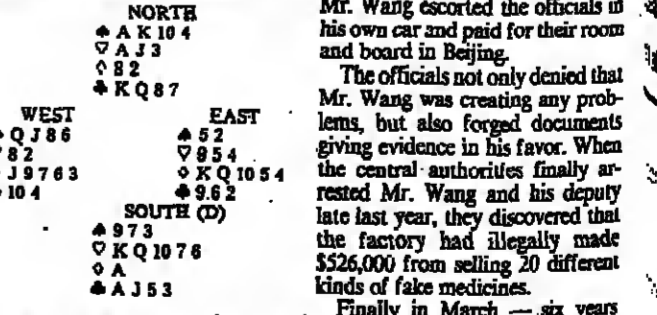 NORTH
♠ A K 10 4
♡ A J 3
♢ 8 2
♣ K Q 8 7
WEST
♠ Q J 8 6
♡ 8 2
♢ J 9 7 6 3
♣ 10 4
EAST
♠ 5 2
♡ 9 5 4
♢ K Q 10 5 4
♣ 9 6 2
SOUTH (D)
♠ 9 7 3
♡ K Q 10 7 6
♢ A
♣ A J 5 3
Mr. Wang escorted the officials in
his own car and paid for their room
and board in Beijing.
The officials not only denied that
Mr. Wang was creating any prob-
lems, but also forged documents
giving evidence in his favor. When
the central authorities finally ar-
rested Mr. Wang and his deputy
late last year, they discovered that
the factory had illegally made
$526,000 from selling 20 different
kinds of fake medicines.
Finally in March — six years